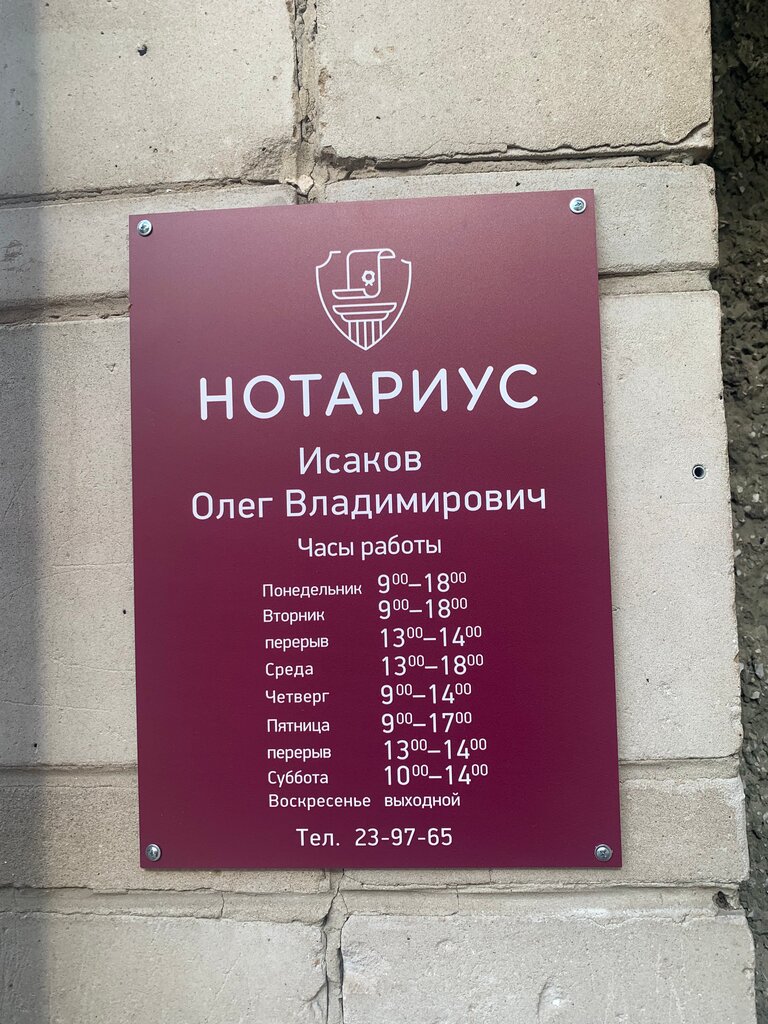 НОТАРИУС
Исаков
Олег Владимирович
Часы работы
Понедельник 9⁰⁰–18⁰⁰
Вторник 9⁰⁰–18⁰⁰
перерыв 13⁰⁰–14⁰⁰
Среда 13⁰⁰–18⁰⁰
Четверг 9⁰⁰–14⁰⁰
Пятница 9⁰⁰–17⁰⁰
перерыв 13⁰⁰–14⁰⁰
Суббота 10⁰⁰–14⁰⁰
Воскресенье выходной
Тел. 23-97-65